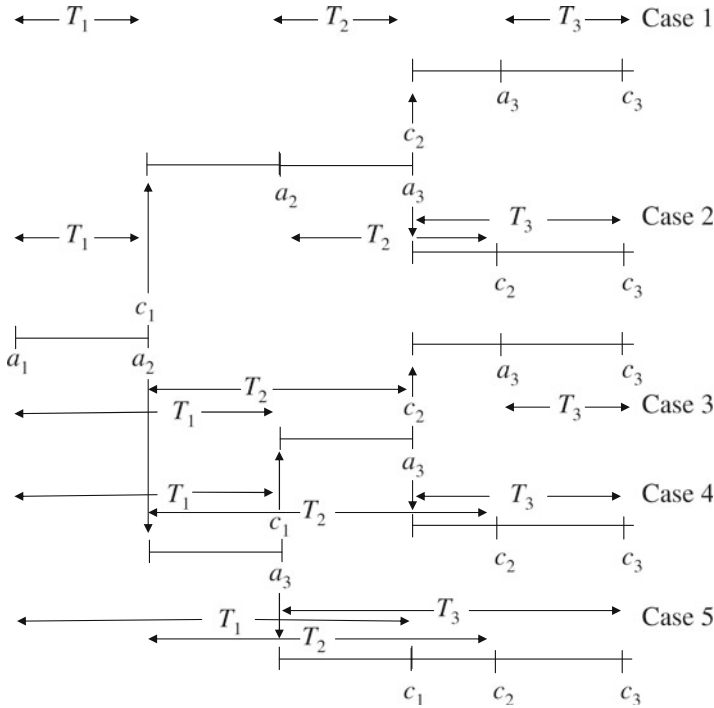 T₁ T₂ T₃ Case 1
a₃ c₃
c₂
a₂ a₃
T₁ T₂ T₃ Case 2
c₂ c₃
c₁
a₁ a₂ a₃ c₃
T₂ c₂
T₁ T₃ Case 3
a₃
T₁ T₃ Case 4
c₁ T₂
c₂ c₃
a₃
T₁ T₃ Case 5
T₂
c₁ c₂ c₃